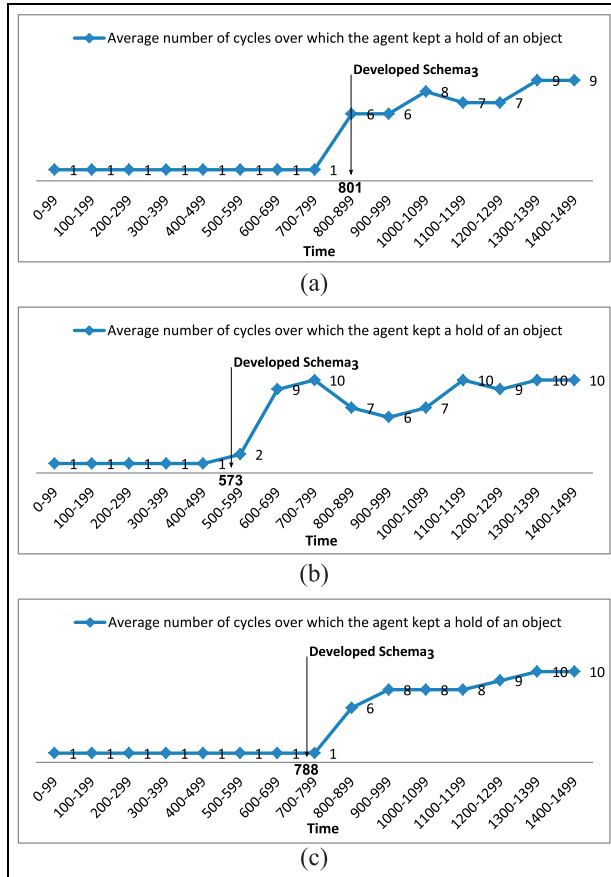 Average number of cycles over which the agent kept a hold of an object
Developed Schema3
1 1 1 1 1 1 1 1 6 6 8 7 7 9 9
801
0-99 100-199 200-299 300-399 400-499 500-599 600-699 700-799 800-899 900-999 1000-1099 1100-1199 1200-1299 1300-1399 1400-1499
Time
(a)
Average number of cycles over which the agent kept a hold of an object
Developed Schema3
1 1 1 1 1 2 9 10 7 6 7 10 9 10 10
573
0-99 100-199 200-299 300-399 400-499 500-599 600-699 700-799 800-899 900-999 1000-1099 1100-1199 1200-1299 1300-1399 1400-1499
Time
(b)
Average number of cycles over which the agent kept a hold of an object
Developed Schema3
1 1 1 1 1 1 1 1 6 8 8 8 9 10 10
788
0-99 100-199 200-299 300-399 400-499 500-599 600-699 700-799 800-899 900-999 1000-1099 1100-1199 1200-1299 1300-1399 1400-1499
Time
(c)